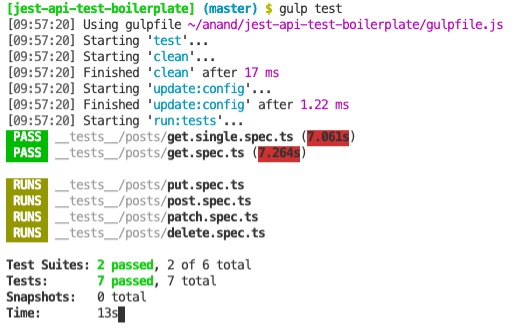 [jest-api-test-boilerplate] (master) $ gulp test
[09:57:20] Using gulpfile ~/anand/jest-api-test-boilerplate/gulpfile.js
[09:57:20] Starting 'test'...
[09:57:20] Starting 'clean'...
[09:57:20] Finished 'clean' after 17 ms
[09:57:20] Starting 'update:config'...
[09:57:20] Finished 'update:config' after 1.22 ms
[09:57:20] Starting 'run:tests'...
PASS __tests__/posts/get.single.spec.ts (7.061s)
PASS __tests__/posts/get.spec.ts (7.264s)
RUNS __tests__/posts/put.spec.ts
RUNS __tests__/posts/post.spec.ts
RUNS __tests__/posts/patch.spec.ts
RUNS __tests__/posts/delete.spec.ts
Test Suites: 2 passed, 2 of 6 total
Tests: 7 passed, 7 total
Snapshots: 0 total
Time: 13s